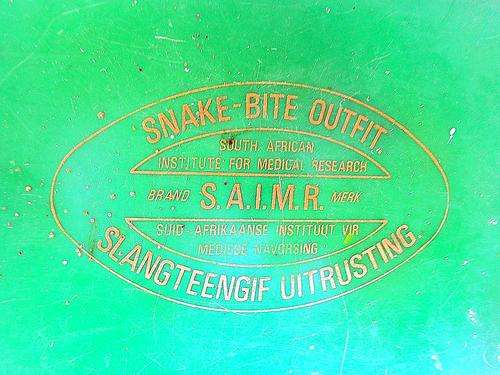 SNAKE-BITE OUTFIT.
SOUTH AFRICAN
INSTITUTE FOR MEDICAL RESEARCH
BRAND S.A.I.M.R. MERK
SUID AFRIKAANSE INSTITUUT VIR
MEDIESE NAVORSING
SLANGTEENGIF UITRUSTING.